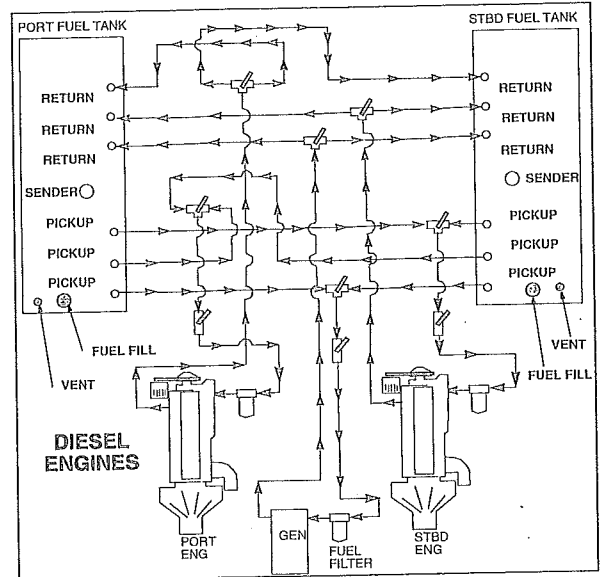 PORT FUEL TANK
STBD FUEL TANK
RETURN
RETURN
RETURN
SENDER
PICKUP
PICKUP
PICKUP
RETURN
RETURN
RETURN
SENDER
PICKUP
PICKUP
PICKUP
FUEL FILL
VENT
VENT
FUEL FILL
DIESEL
ENGINES
PORT
ENG
GEN
FUEL
FILTER
STBD
ENG